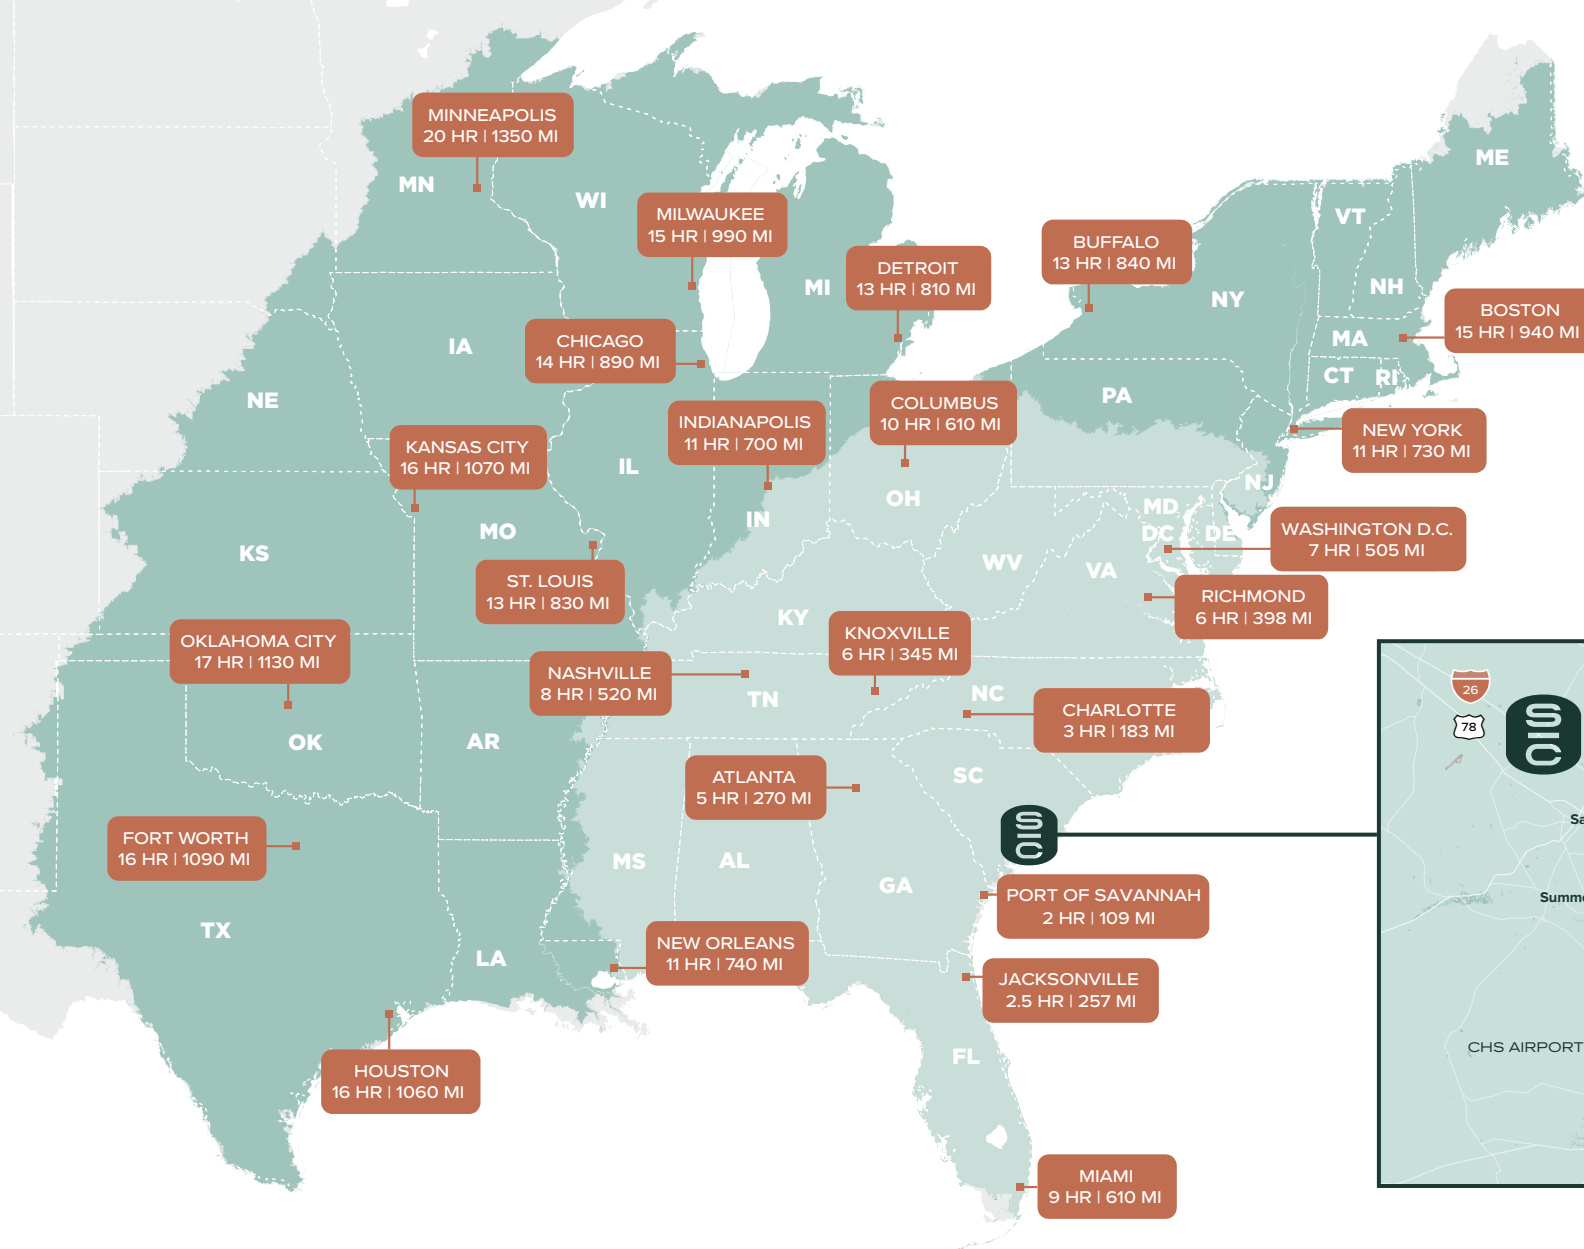 MINNEAPOLIS
20 HR | 1350 MI
MN
WI
ME
MILWAUKEE
15 HR | 990 MI
VT
BUFFALO
13 HR | 840 MI
DETROIT
13 HR | 810 MI
MI
NY
NH
BOSTON
15 HR | 940 MI
CHICAGO
14 HR | 890 MI
IA
MA
CT
RI
NE
PA
COLUMBUS
10 HR | 610 MI
INDIANAPOLIS
11 HR | 700 MI
NEW YORK
11 HR | 730 MI
KANSAS CITY
16 HR | 1070 MI
IL
NJ
OH
MD
IN
MO
DC
DE
WASHINGTON D.C.
7 HR | 505 MI
KS
WV
VA
ST. LOUIS
13 HR | 830 MI
RICHMOND
6 HR | 398 MI
KY
KNOXVILLE
6 HR | 345 MI
OKLAHOMA CITY
17 HR | 1130 MI
NASHVILLE
8 HR | 520 MI
TN
NC
CHARLOTTE
3 HR | 183 MI
26
78
SIC
OK
AR
ATLANTA
5 HR | 270 MI
SC
SIC
Sa
FORT WORTH
16 HR | 1090 MI
MS
AL
GA
PORT OF SAVANNAH
2 HR | 109 MI
Summe
TX
LA
NEW ORLEANS
11 HR | 740 MI
JACKSONVILLE
2.5 HR | 257 MI
CHS AIRPORT
FL
HOUSTON
16 HR | 1060 MI
MIAMI
9 HR | 610 MI